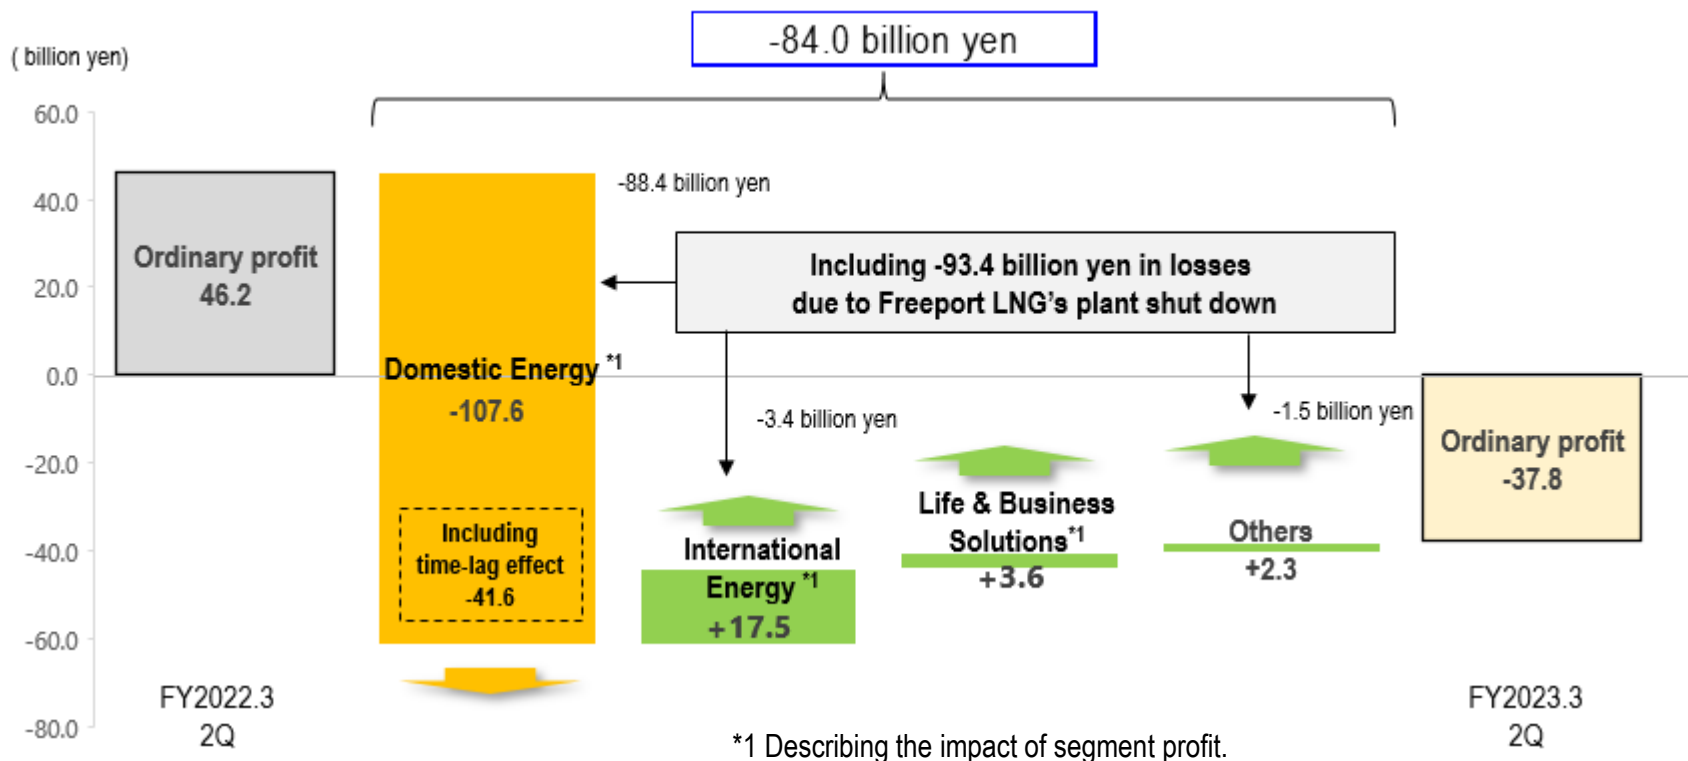 -84.0 billion yen
( billion yen)
60.0
40.0
20.0
0.0
-20.0
-40.0
-60.0
-80.0
Ordinary profit
46.2
-88.4 billion yen
Including -93.4 billion yen in losses
due to Freeport LNG's plant shut down
Domestic Energy *1
-107.6
Including
time-lag effect
-41.6
-3.4 billion yen
International
Energy *1
+17.5
Life & Business
Solutions*1
+3.6
-1.5 billion yen
Others
+2.3
Ordinary profit
-37.8
FY2022.3
2Q
FY2023.3
2Q
*1 Describing the impact of segment profit.